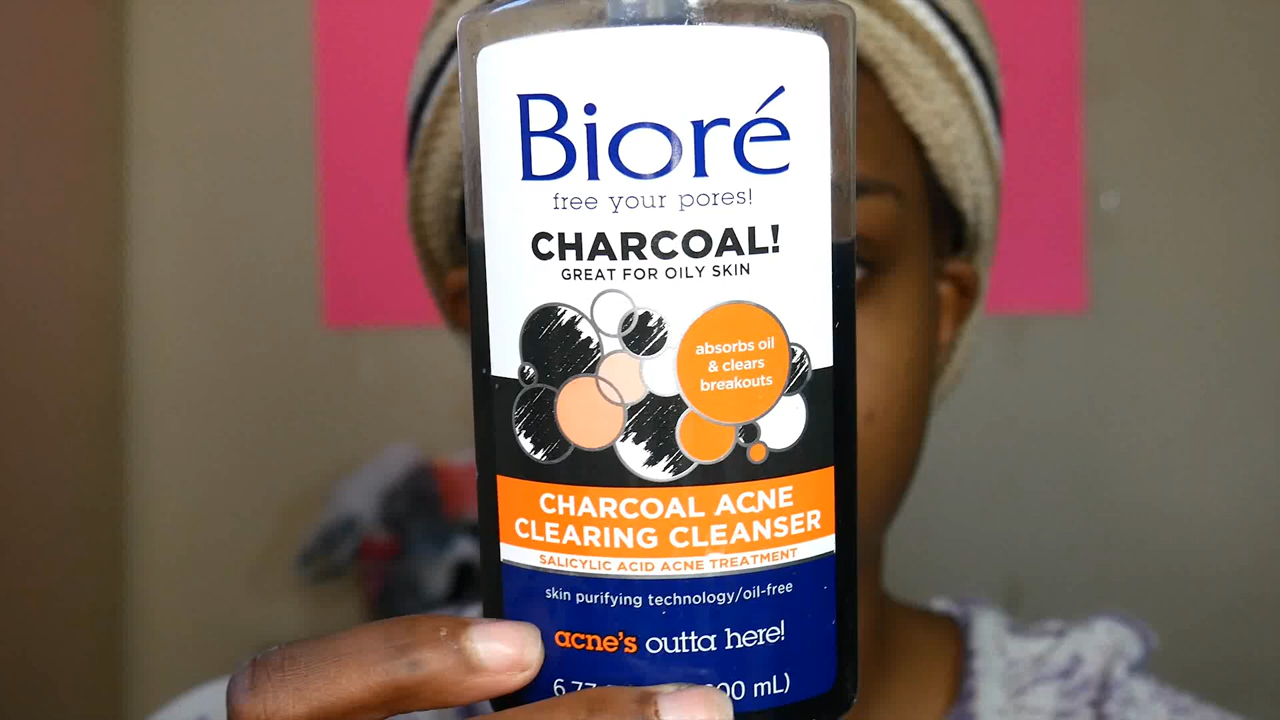 Bioré
free your pores!
CHARCOAL!
GREAT FOR OILY SKIN
absorbs oil
& clears
breakouts
CHARCOAL ACNE
CLEARING CLEANSER
SALICYLIC ACID ACNE TREATMENT
skin purifying technology/oil-free
acne's outta here!
mL)